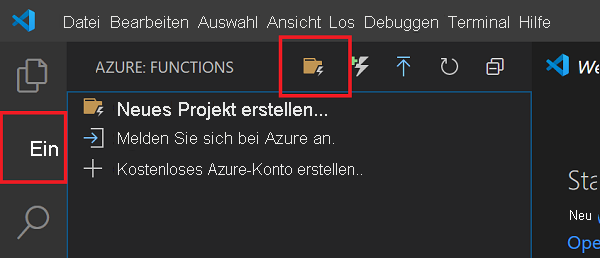 Datei Bearbeiten Auswahl Ansicht Los Debuggen Terminal Hilfe
AZURE: FUNCTIONS
Neues Projekt erstellen...
Melden Sie sich bei Azure an.
Kostenloses Azure-Konto erstellen..
Ein
We
Sta
Neu
Ope